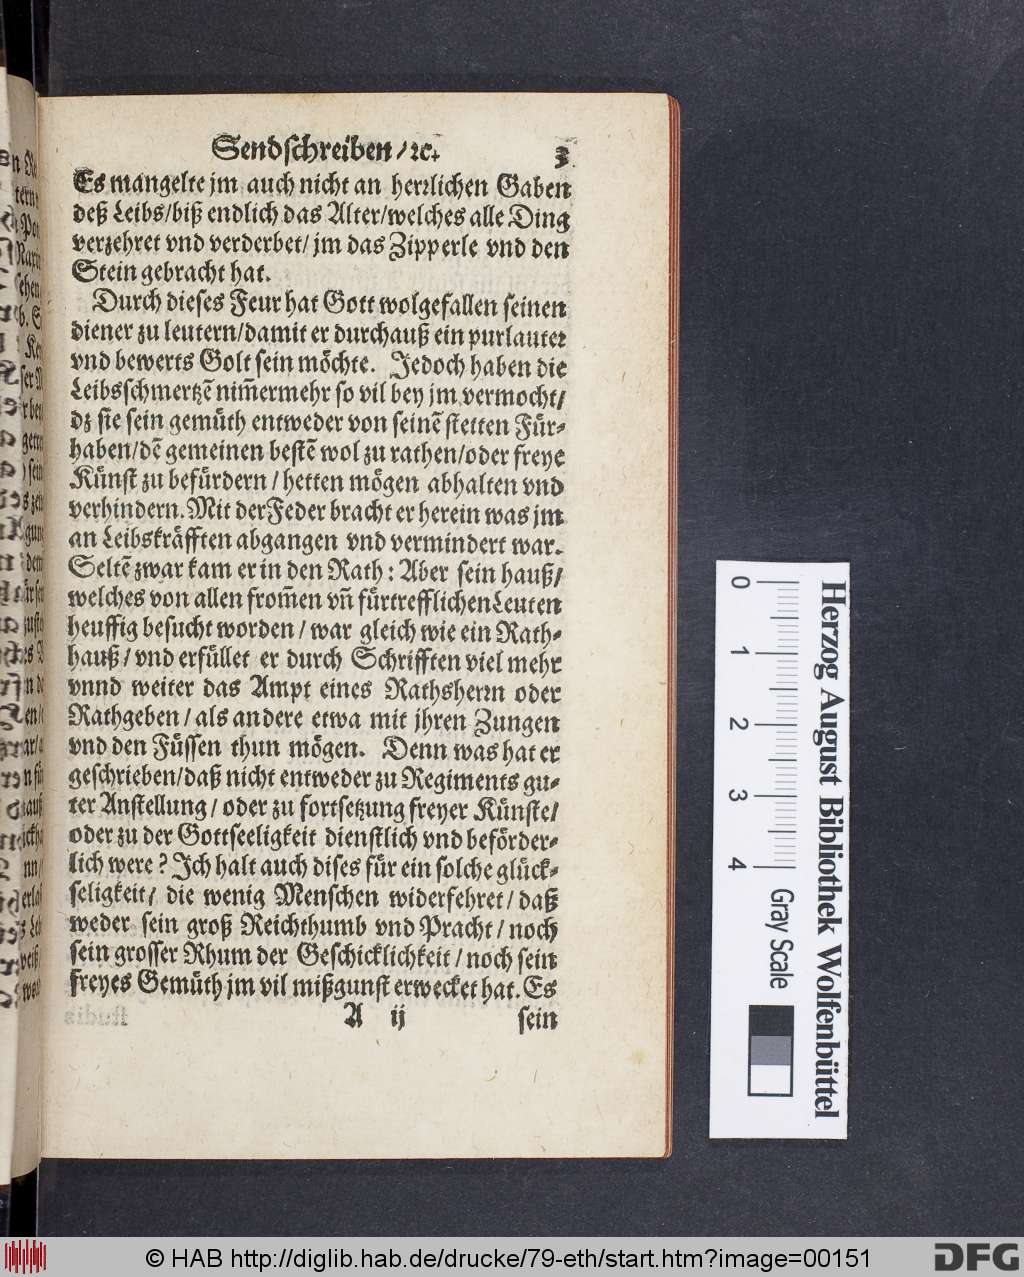 Sendschreiben / ꝛc. 3
Es mangelte jm auch nicht an herꝛlichen Gaben
deß Leibs / biß endlich das Alter / welches alle Ding
verzehret vnd verderbet / jm das Zipperle vnd den
Stein gebracht hat.
Durch dieses Feur hat Gott wolgefallen seinen
diener zu leutern / damit er durchauß ein purlauter
vnd bewerts Golt sein möchte. Jedoch haben die
Leibsschmertzē nim̄ermehr so vil bey jm vermocht /
dz sie sein gemüth entweder von seinē stetten Für-
haben / dē gemeinen bestē wol zu rathen / oder freye
Künst zu befürdern / hetten mögen abhalten vnd
verhindern. Mit der Feder bracht er herein was jm
an Leibskräfften abgangen vnd vermindert war.
Seltē zwar kam er in den Rath : Aber sein hauß /
welches von allen from̄en vn̄ fürtrefflichen Leuten
heuffig besucht worden / war gleich wie ein Rath-
hauß / vnd erfüllet er durch Schrifften viel mehr
vnnd weiter das Ampt eines Rathsherꝛn oder
Rathgeben / als andere etwa mit jhren Zungen
vnd den Füssen thun mögen. Denn was hat er
geschrieben / daß nicht entweder zu Regiments gu-
ter Anstellung / oder zu fortsetzung freyer Künste /
oder zu der Gottseeligkeit dienstlich vnd beförder-
lich were ? Ich halt auch dises für ein solche glück-
seligkeit / die wenig Menschen widerfehret / daß
weder sein groß Reichthumb vnd Pracht / noch
sein grosser Rhum der Geschicklichkeit / noch sein
freyes Gemüth jm vil mißgunst erwecket hat. Es
A ij sein
0 1 2 3 4 Gray Scale
Herzog August Bibliothek Wolfenbüttel
© HAB http://diglib.hab.de/drucke/79-eth/start.htm?image=00151
DFG